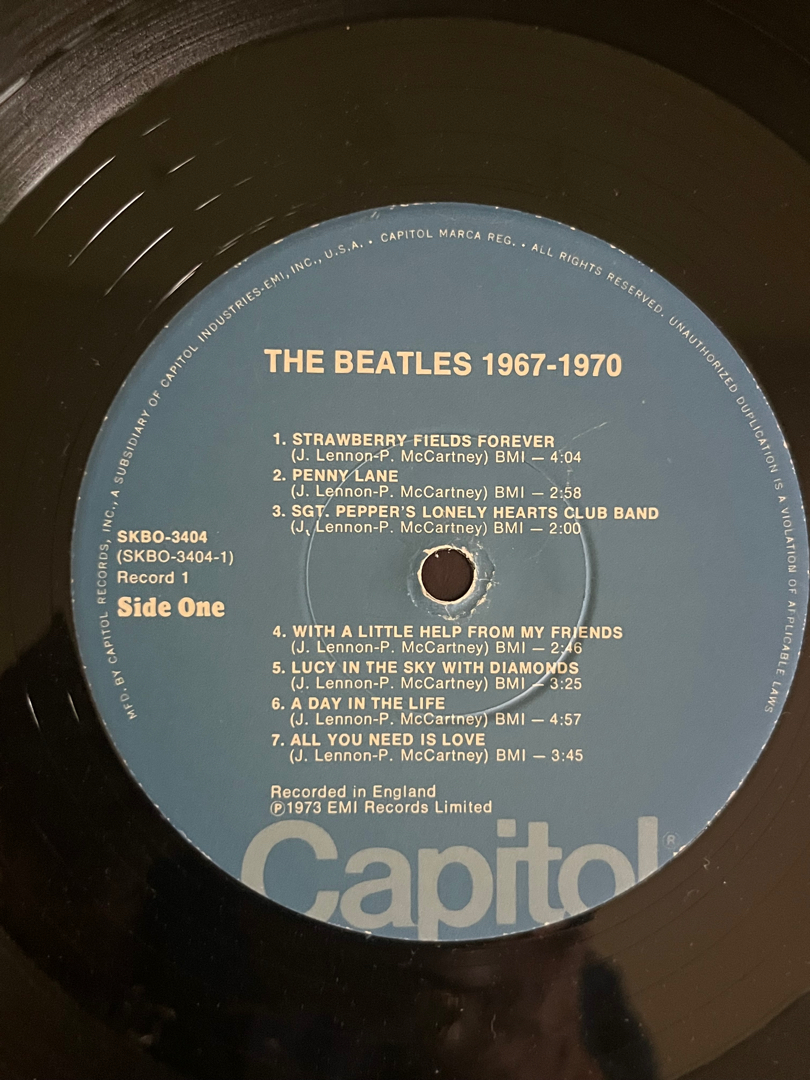 MFD. BY CAPITOL RECORDS, INC., A SUBSIDIARY OF CAPITOL INDUSTRIES-EMI, INC., U.S.A. • CAPITOL MARCA REG. • ALL RIGHTS RESERVED. UNAUTHORIZED DUPLICATION IS A VIOLATION OF APPLICABLE LAWS
THE BEATLES 1967-1970
1. STRAWBERRY FIELDS FOREVER
(J. Lennon-P. McCartney) BMI — 4:04
2. PENNY LANE
(J. Lennon-P. McCartney) BMI — 2:58
3. SGT. PEPPER'S LONELY HEARTS CLUB BAND
(J. Lennon-P. McCartney) BMI — 2:00
SKBO-3404
(SKBO-3404-1)
Record 1
Side One
4. WITH A LITTLE HELP FROM MY FRIENDS
(J. Lennon-P. McCartney) BMI — 2:46
5. LUCY IN THE SKY WITH DIAMONDS
(J. Lennon-P. McCartney) BMI — 3:25
6. A DAY IN THE LIFE
(J. Lennon-P. McCartney) BMI — 4:57
7. ALL YOU NEED IS LOVE
(J. Lennon-P. McCartney) BMI — 3:45
Recorded in England
℗1973 EMI Records Limited
Capitol®